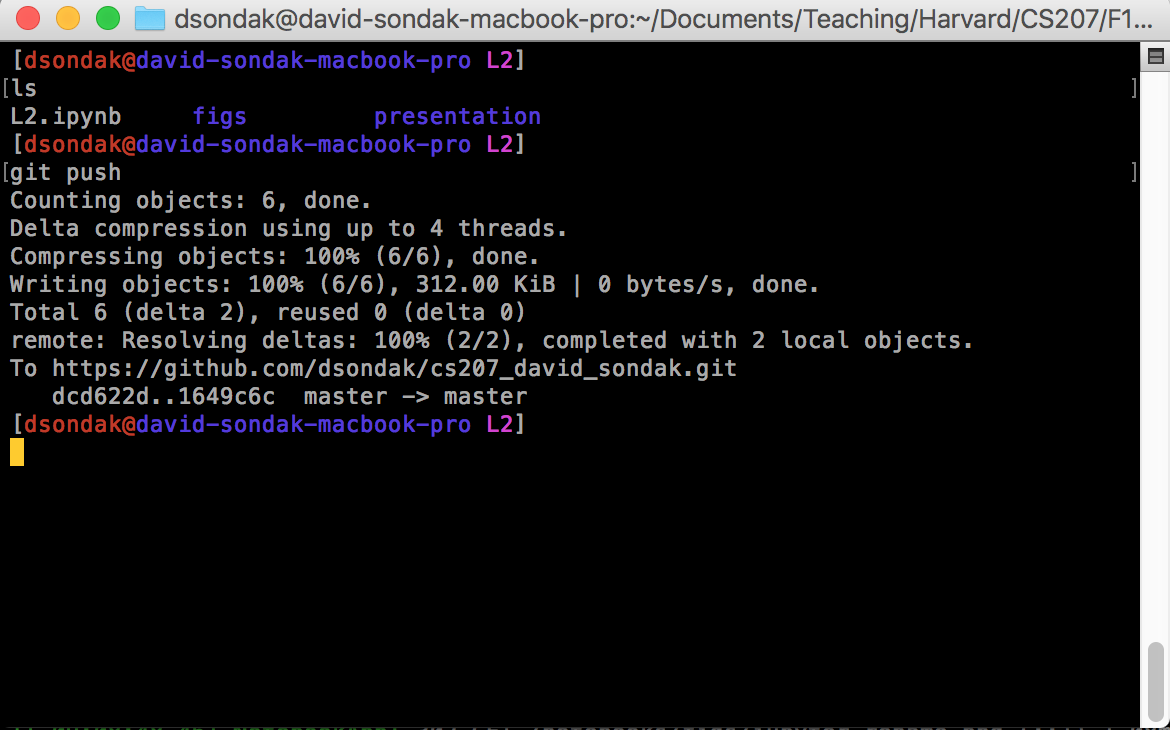 dsondak@david-sondak-macbook-pro:~/Documents/Teaching/Harvard/CS207/F1...
[dsondak@david-sondak-macbook-pro L2]
[ls ]
L2.ipynb figs presentation
[dsondak@david-sondak-macbook-pro L2]
[git push ]
Counting objects: 6, done.
Delta compression using up to 4 threads.
Compressing objects: 100% (6/6), done.
Writing objects: 100% (6/6), 312.00 KiB | 0 bytes/s, done.
Total 6 (delta 2), reused 0 (delta 0)
remote: Resolving deltas: 100% (2/2), completed with 2 local objects.
To https://github.com/dsondak/cs207_david_sondak.git
   dcd622d..1649c6c  master -> master
[dsondak@david-sondak-macbook-pro L2]